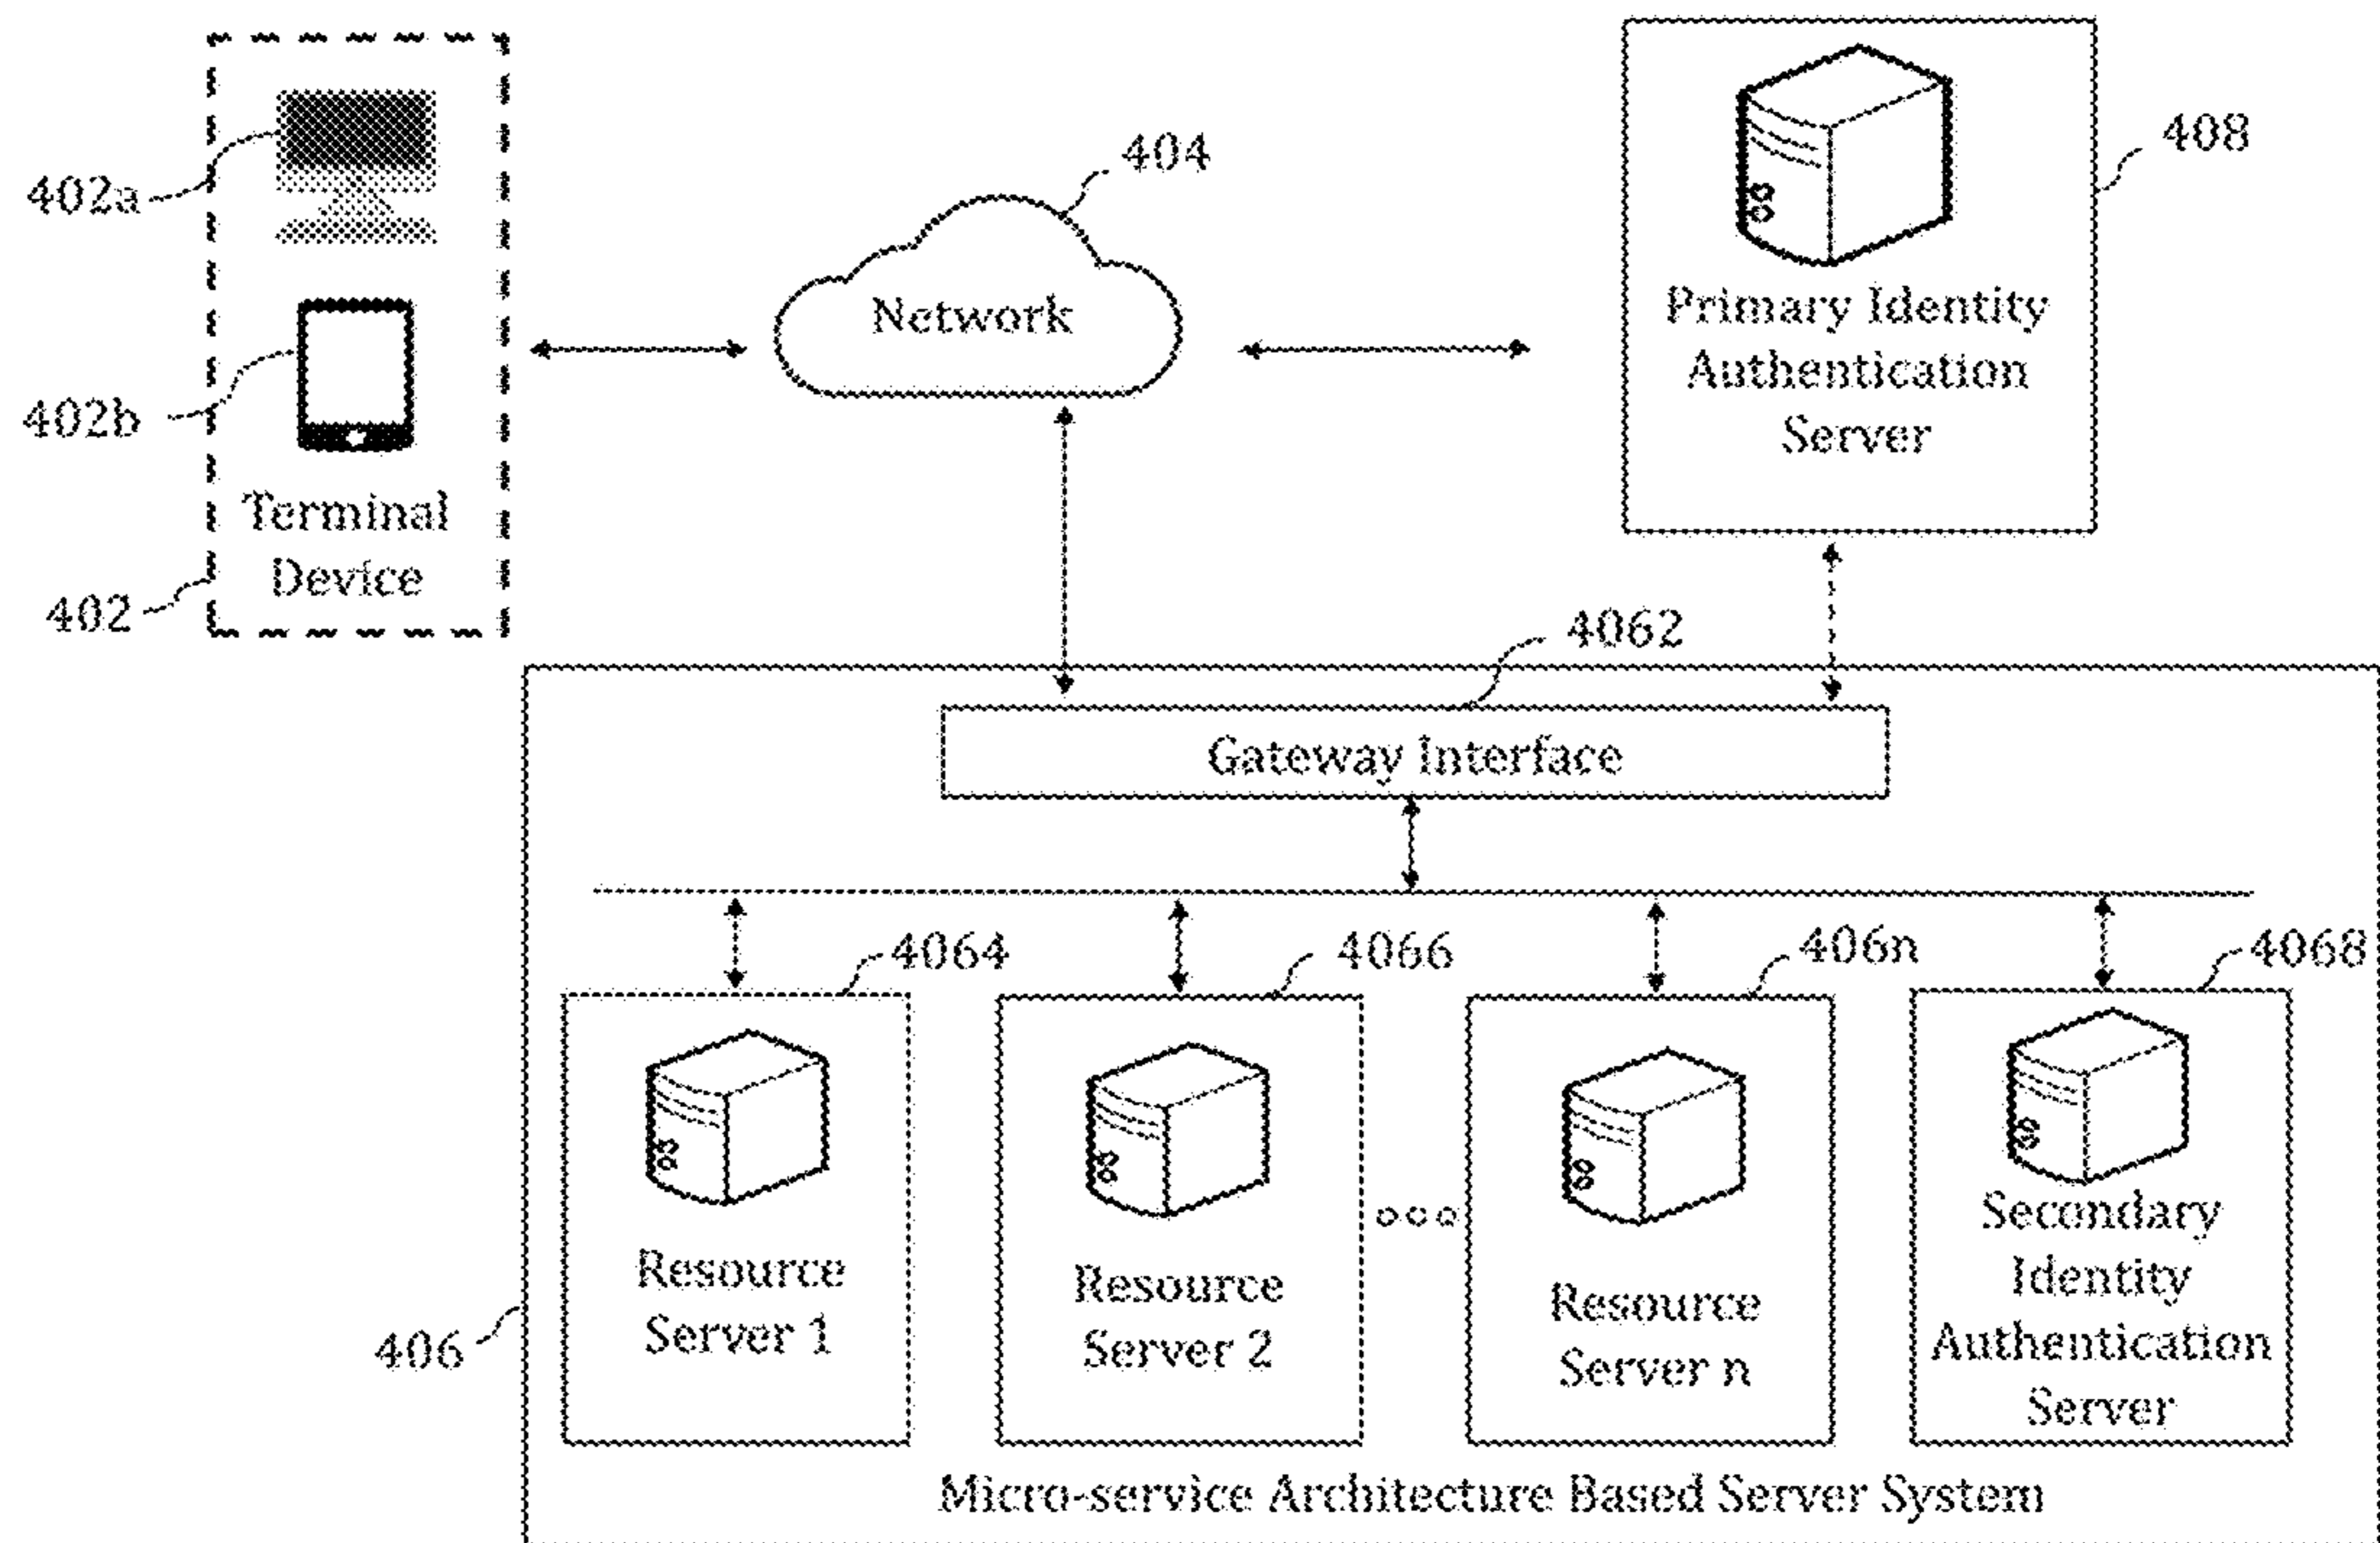 402a
402b
Terminal
Device
402
404
Network
408
Primary Identity
Authentication
Server
4062
Gateway Interface
4064
4066
406n
4068
Resource
Server 1
Resource
Server 2
Resource
Server n
Secondary
Identity
Authentication
Server
406
Micro-service Architecture Based Server System